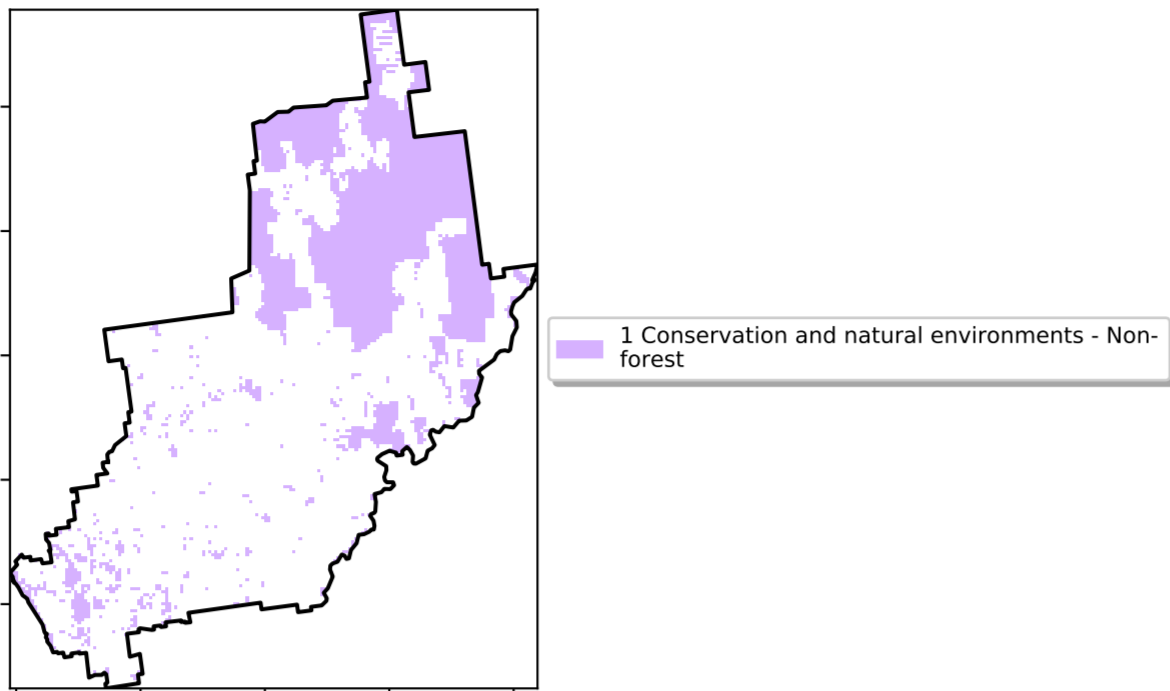 1 Conservation and natural environments - Non-
forest